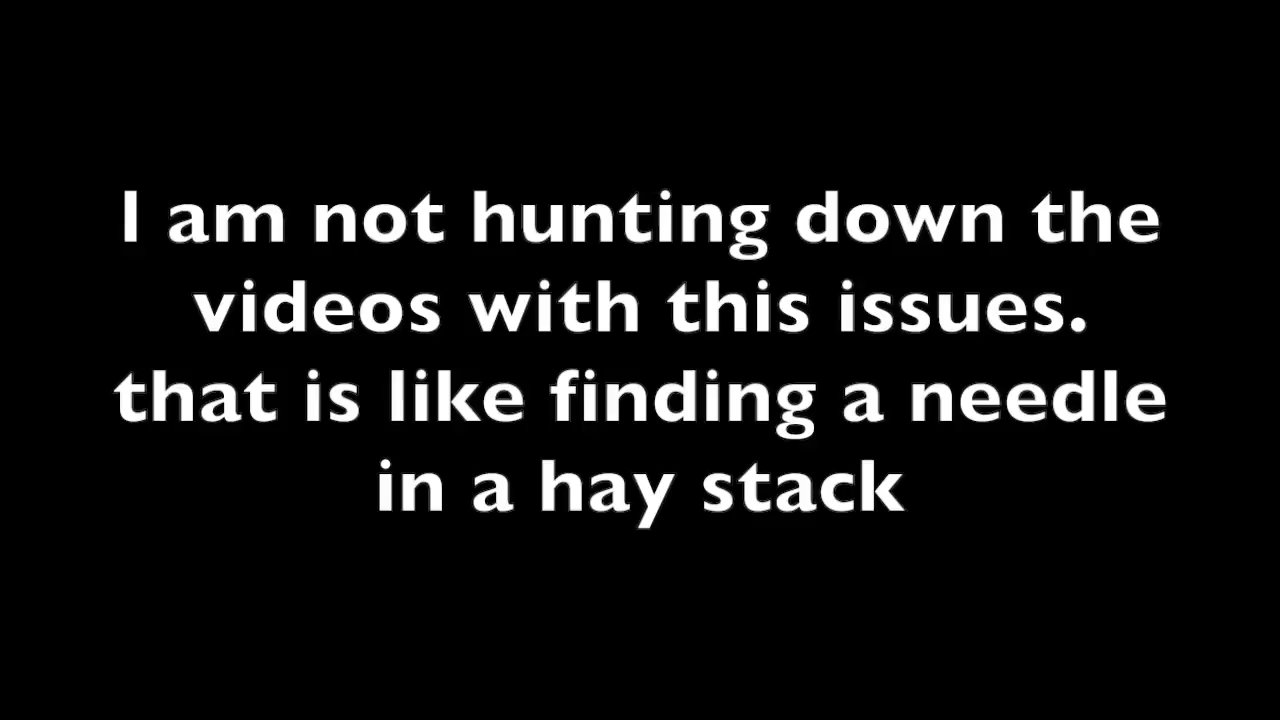 I am not hunting down the
videos with this issues.
that is like finding a needle
in a hay stack